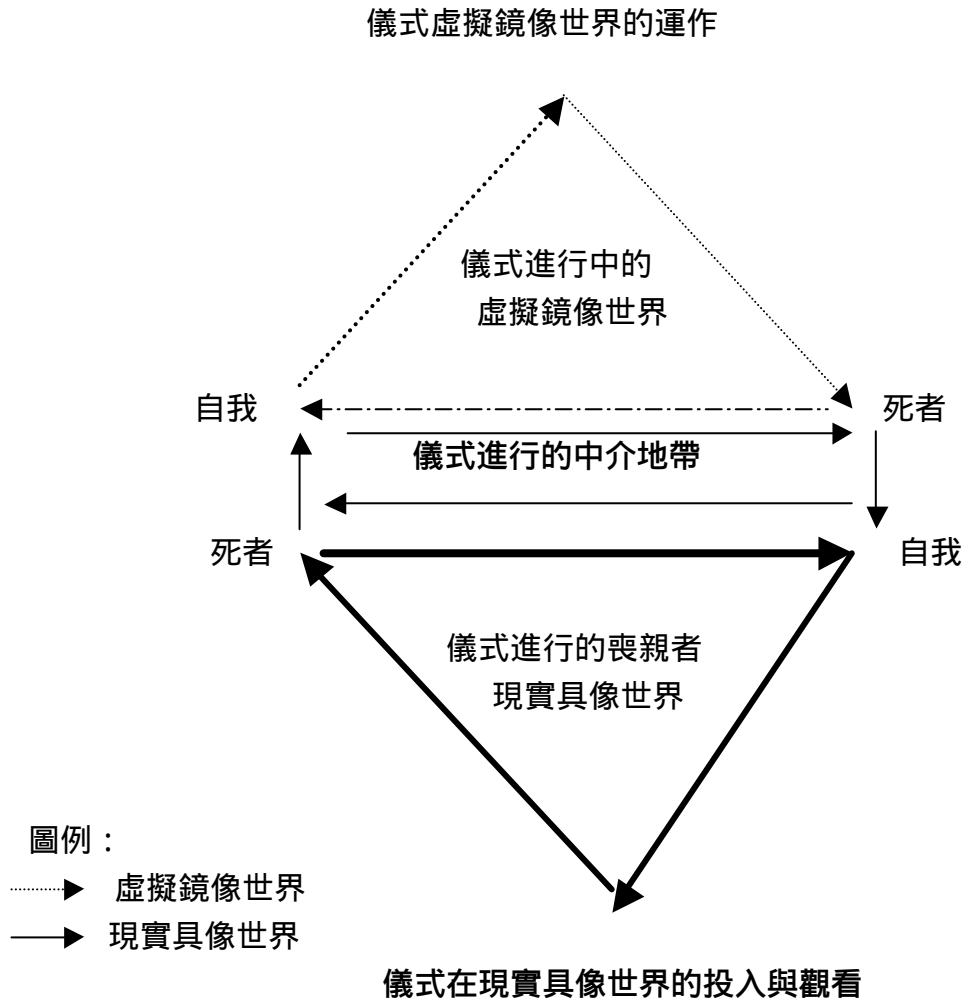 儀式虛擬鏡像世界的運作
儀式進行中的
虛擬鏡像世界
自我
死者
儀式進行的中介地帶
死者
自我
儀式進行的喪親者
現實具像世界
圖例：
虛擬鏡像世界
現實具像世界
儀式在現實具像世界的投入與觀看